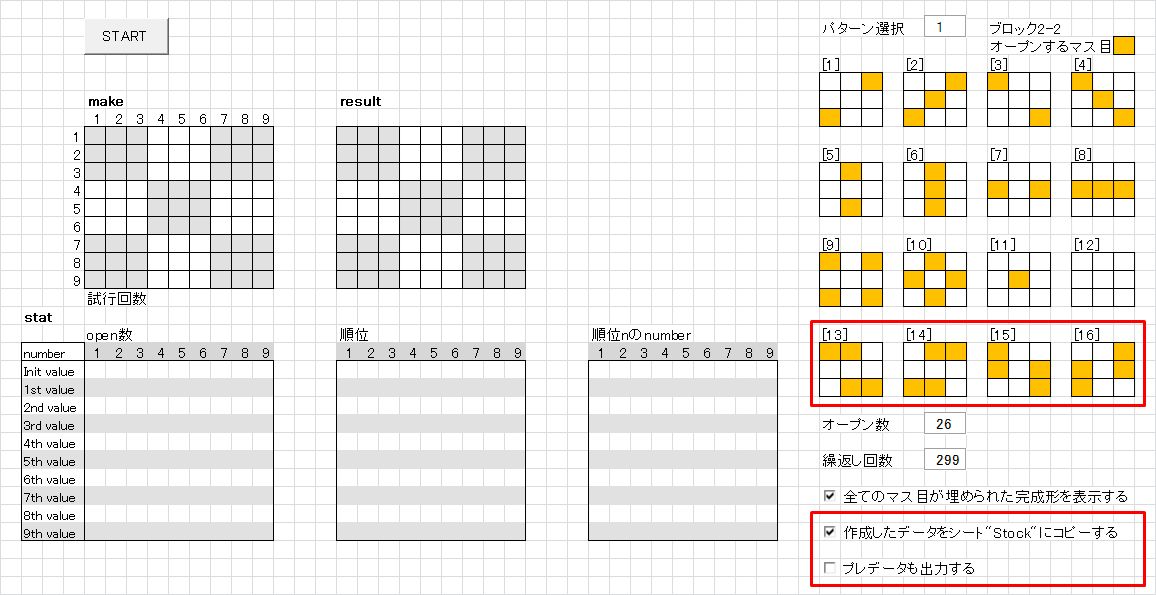 START
パターン選択 1 ブロック2-2
オープンするマス目
[1] [2] [3] [4]
make result
1 2 3 4 5 6 7 8 9
1
2
3
4
5
6
7
8
9
[5] [6] [7] [8]
[9] [10] [11] [12]
試行回数
stat
open数 順位 順位nのnumber
number 1 2 3 4 5 6 7 8 9 1 2 3 4 5 6 7 8 9 1 2 3 4 5 6 7 8 9
Init value
1st value
2nd value
3rd value
4th value
5th value
6th value
7th value
8th value
9th value
[13] [14] [15] [16]
オープン数 26
繰返し回数 299
全てのマス目が埋められた完成形を表示する
作成したデータをシート“Stock“にコピーする
プレデータも出力する